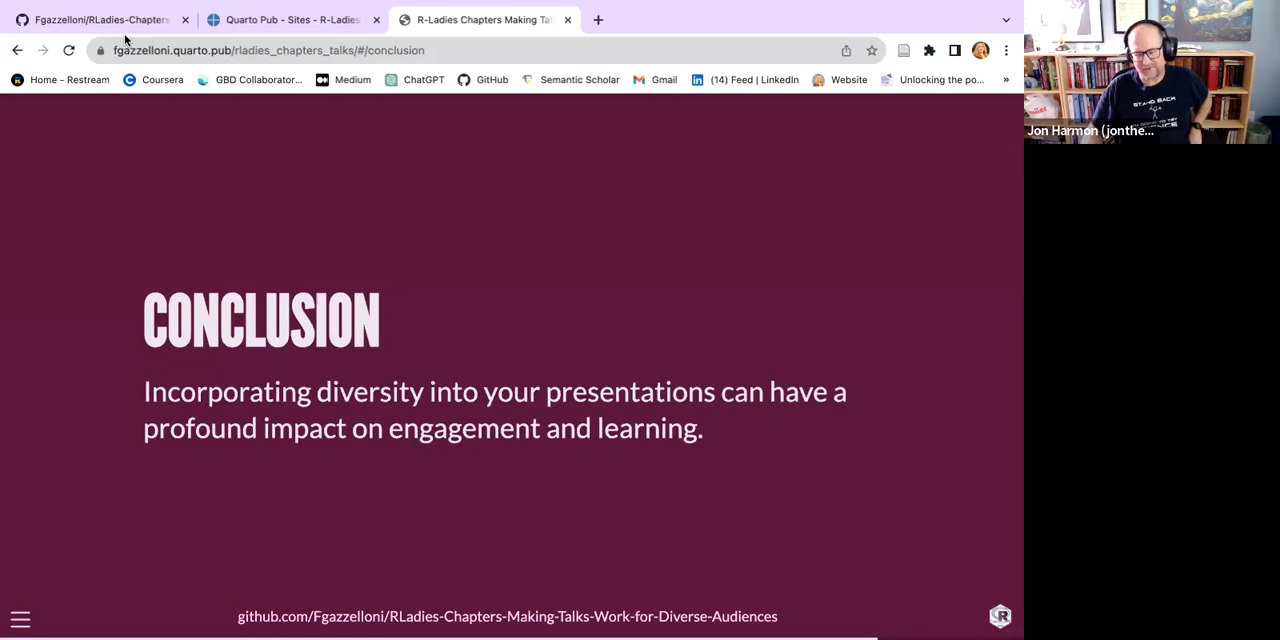 Fgazzelloni/RLadies-Chapters
Quarto Pub - Sites - R-Ladies
R-Ladies Chapters Making Tal
fgazzelloni.quarto.pub/rladies_chapters_talks/#/conclusion
Home - Restream
Coursera
GBD Collaborator...
Medium
ChatGPT
GitHub
Semantic Scholar
Gmail
(14) Feed | LinkedIn
Website
Unlocking the po...
»
STAND BACK
Jon Harmon (jonthe...
CONCLUSION
Incorporating diversity into your presentations can have a
profound impact on engagement and learning.
github.com/Fgazzelloni/RLadies-Chapters-Making-Talks-Work-for-Diverse-Audiences
R